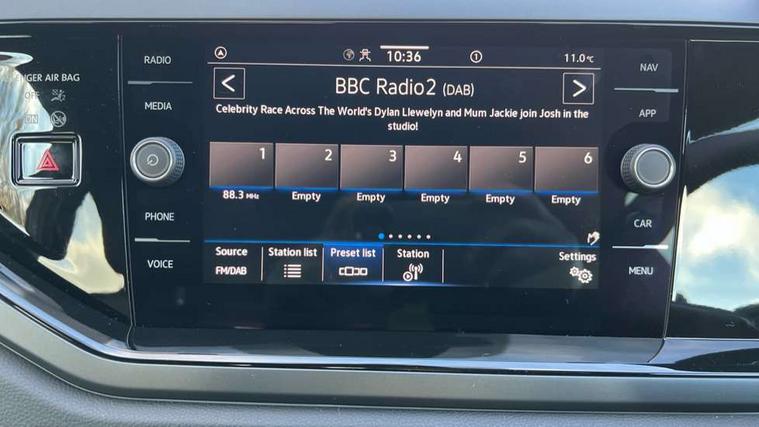 RADIO
MEDIA
PHONE
VOICE
NAV
APP
CAR
MENU
AIR BAG
10:36
1
11.0°C
<
BBC Radio2 (DAB)
>
Celebrity Race Across The World's Dylan Llewelyn and Mum Jackie join Josh in the
studio!
1 2 3 4 5 6
88.3 MHz Empty Empty Empty Empty Empty
Source Station list Preset list Station Settings
FM/DAB